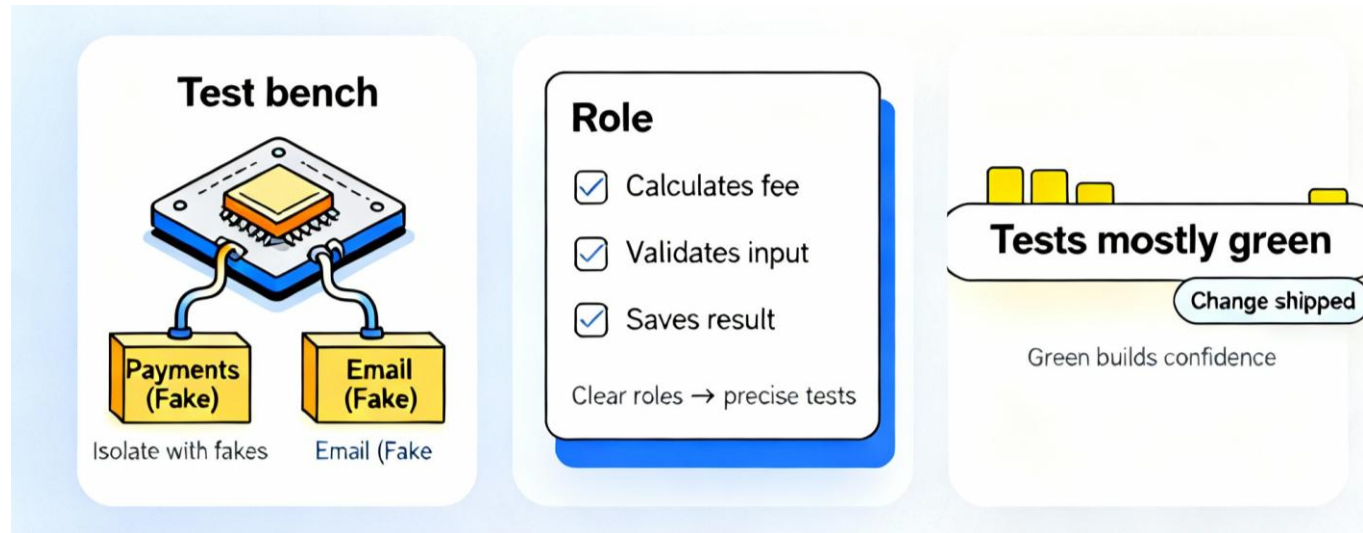 Test bench
Payments
(Fake)
Email
(Fake)
Isolate with fakes
Email (Fake
Role
Calculates fee
Validates input
Saves result
Clear roles → precise tests
Tests mostly green
Change shipped
Green builds confidence